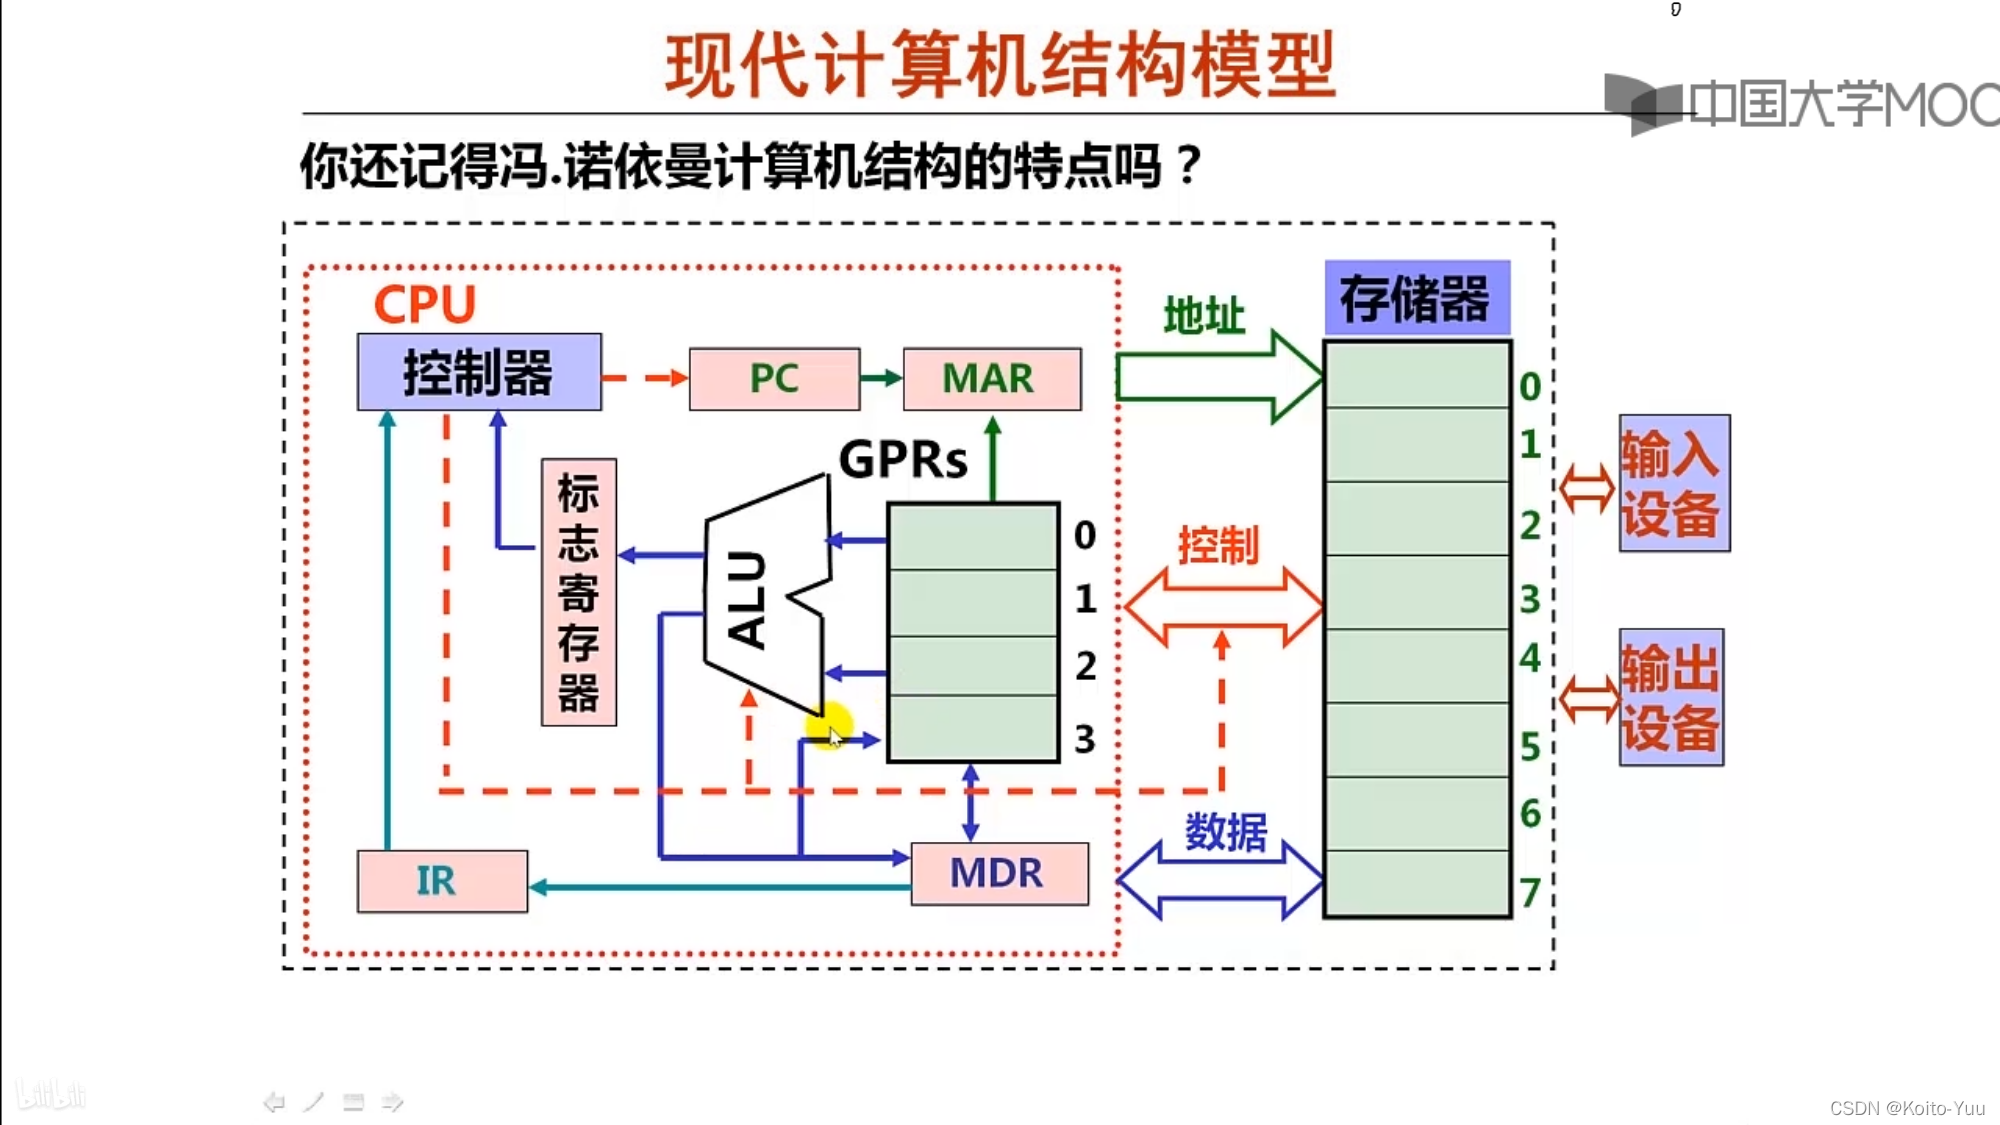 现代计算机结构模型
中国大学MOC
你还记得冯.诺依曼计算机结构的特点吗？
CPU
控制器
PC
MAR
地址
存储器
GPRs
标志寄存器
ALU
0
1
2
3
控制
0
1
2
3
4
5
6
7
输入
设备
输出
设备
数据
IR
MDR
bilibili
CSDN @Koito-Yuu